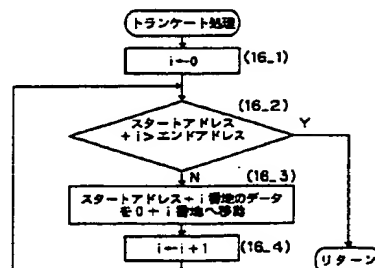 トランケート処理
i←0
(16_1)
(16_2)
スタートアドレス
+i>エンドアドレス
Y
N
(16_3)
スタートアドレス+i番地のデータ
を0+i番地へ移動
i←i+1
(16_4)
リターン